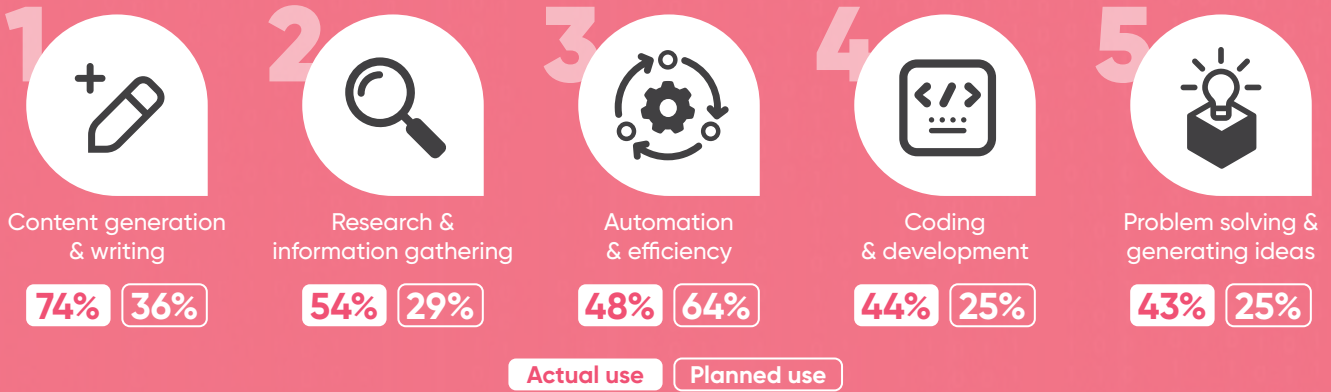 1
2
3
4
5
Content generation
& writing
74% 36%
Research &
information gathering
54% 29%
Automation
& efficiency
48% 64%
</>
Coding
& development
44% 25%
Problem solving &
generating ideas
43% 25%
Actual use Planned use